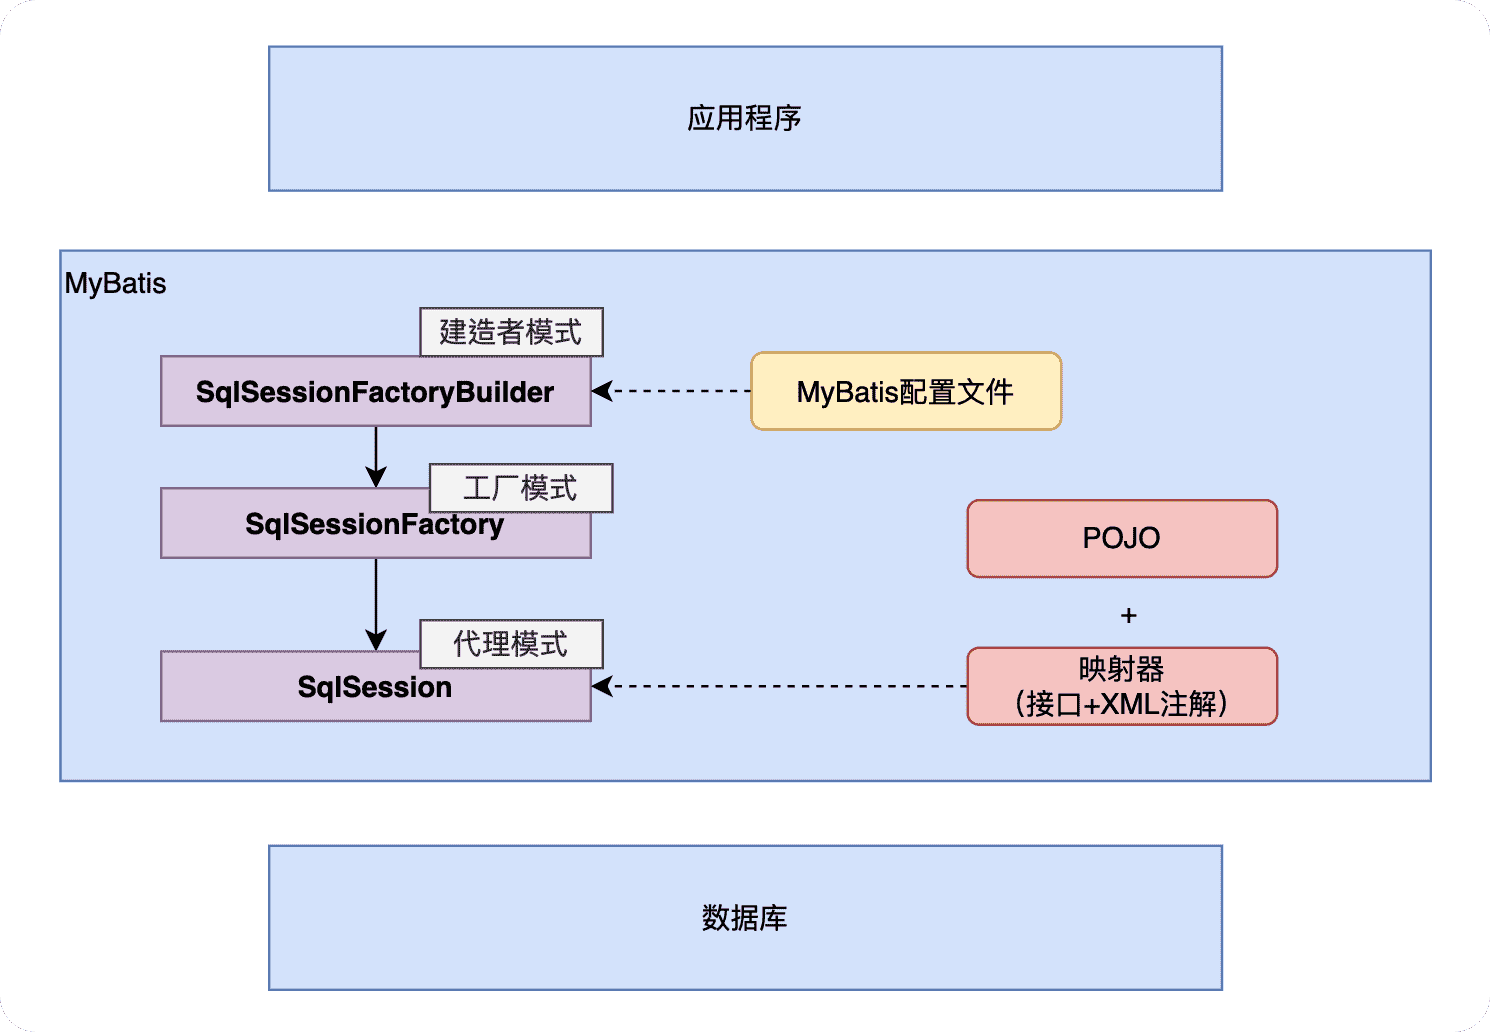 应用程序
MyBatis
建造者模式
SqlSessionFactoryBuilder
MyBatis配置文件
工厂模式
SqlSessionFactory
POJO
+
代理模式
SqlSession
映射器
（接口+XML注解）
数据库